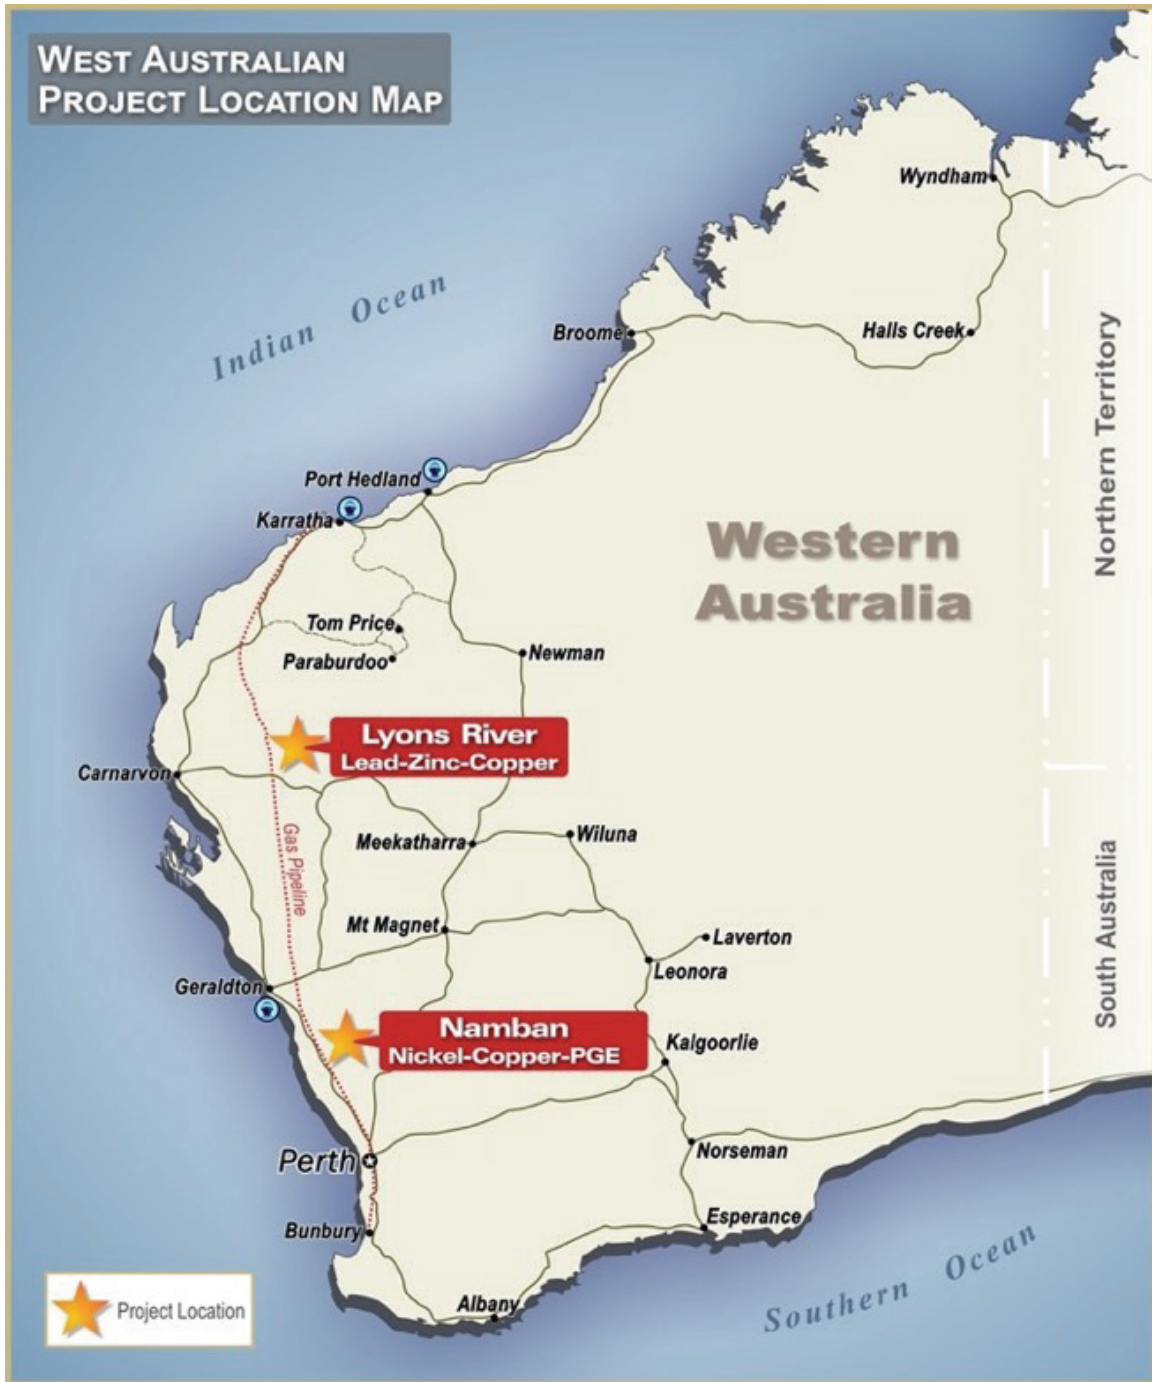 WEST AUSTRALIAN
PROJECT LOCATION MAP
Wyndham
Indian Ocean
Broome
Halls Creek
Northern Territory
Port Hedland
Karratha
Western
Australia
Tom Price
Newman
Paraburdoo
Lyons River
Lead-Zinc-Copper
Carnarvon
Gas Pipeline
Meekatharra
Wiluna
Mt Magnet
Laverton
Leonora
South Australia
Geraldton
Namban
Nickel-Copper-PGE
Kalgoorlie
Perth
Norseman
Bunbury
Esperance
Southern Ocean
Albany
Project Location